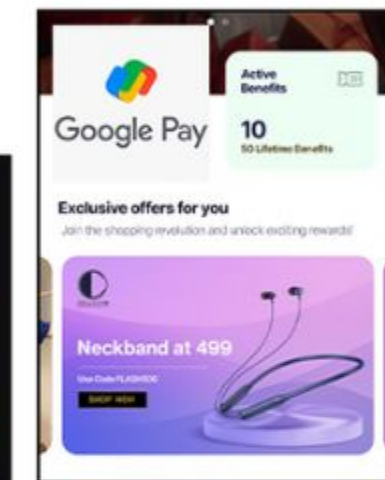 Google Pay
Active
Benefits
10
50 Lifetime Benefits
Exclusive offers for you
Join the shopping revolution and unlock exciting rewards!
Neckband at 499
Use Code
SHOP NOW